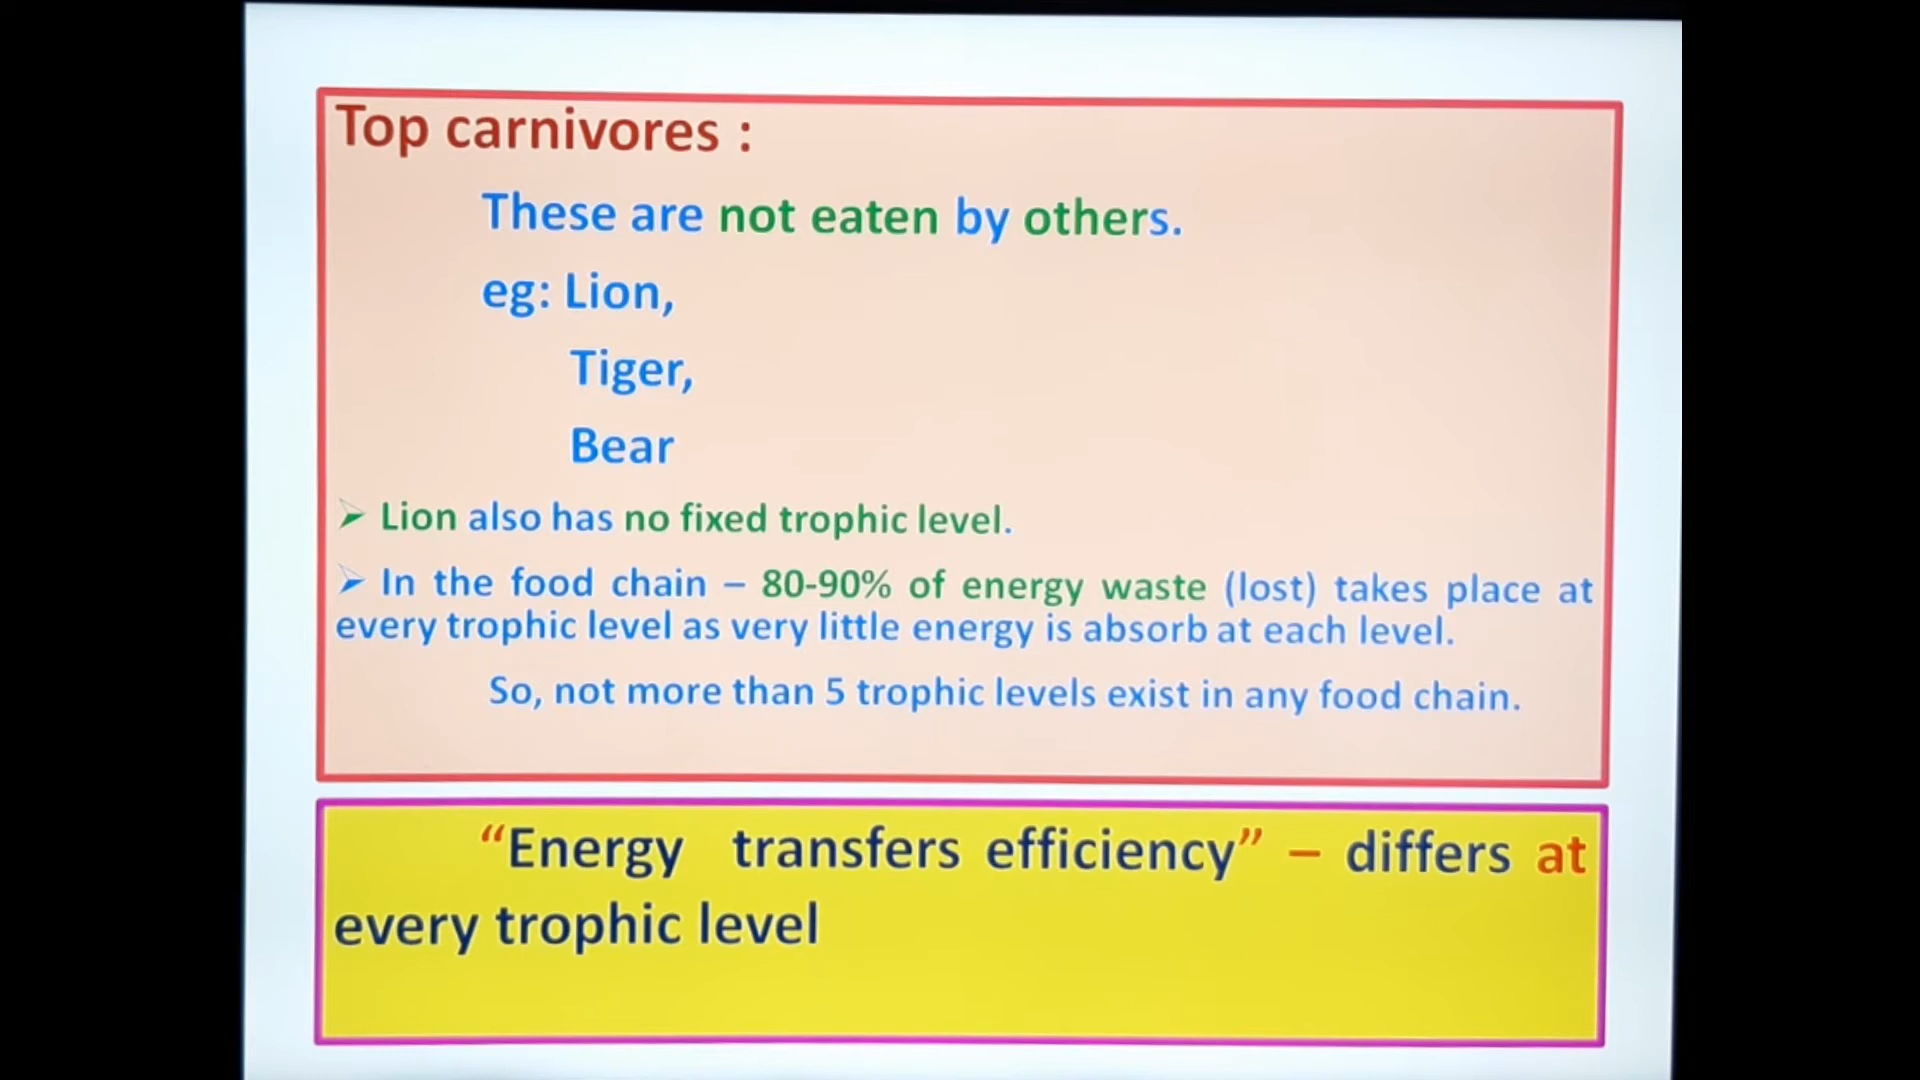 Top carnivores :
These are not eaten by others.
eg: Lion,
Tiger,
Bear
➢ Lion also has no fixed trophic level.
➢ In the food chain – 80-90% of energy waste (lost) takes place at
every trophic level as very little energy is absorb at each level.
So, not more than 5 trophic levels exist in any food chain.
“Energy transfers efficiency” – differs at
every trophic level